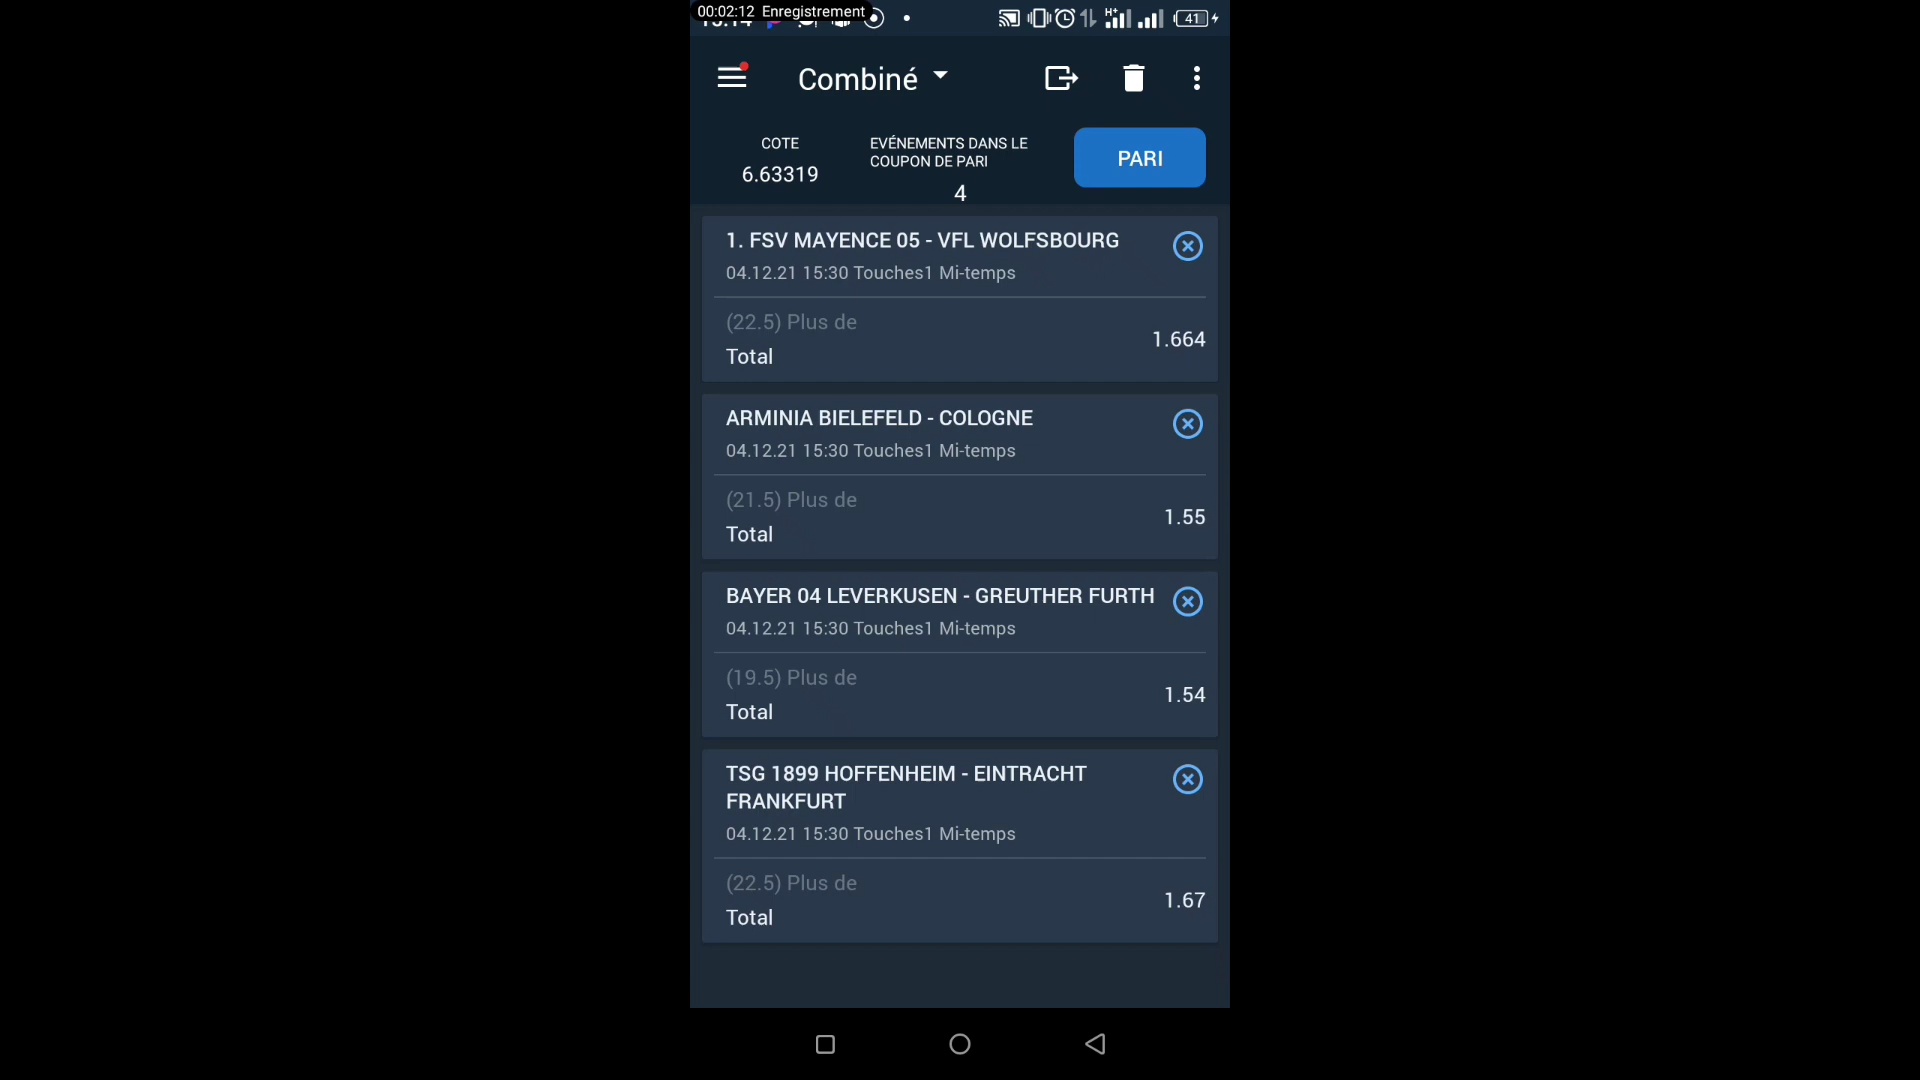 00:02:12 Enregistrement
H+
41
Combiné
COTE
6.63319
EVÉNEMENTS DANS LE
COUPON DE PARI
4
PARI
1. FSV MAYENCE 05 - VFL WOLFSBOURG
04.12.21 15:30 Touches1 Mi-temps
(22.5) Plus de
Total
1.664
ARMINIA BIELEFELD - COLOGNE
04.12.21 15:30 Touches1 Mi-temps
(21.5) Plus de
Total
1.55
BAYER 04 LEVERKUSEN - GREUTHER FURTH
04.12.21 15:30 Touches1 Mi-temps
(19.5) Plus de
Total
1.54
TSG 1899 HOFFENHEIM - EINTRACHT
FRANKFURT
04.12.21 15:30 Touches1 Mi-temps
(22.5) Plus de
Total
1.67